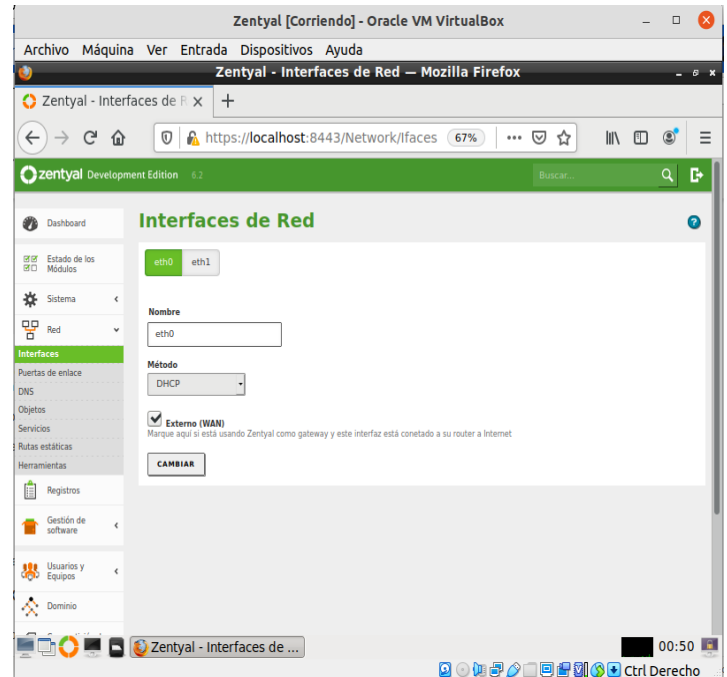 Zentyal [Corriendo] - Oracle VM VirtualBox
Archivo Máquina Ver Entrada Dispositivos Ayuda
Zentyal - Interfaces de Red — Mozilla Firefox
Zentyal - Interfaces de R
https://localhost:8443/Network/Ifaces 67%
zentyal Development Edition 6.2 Buscar...
Dashboard
Estado de los
Módulos
Sistema
Red
Interfaces
Puertas de enlace
DNS
Objetos
Servicios
Rutas estáticas
Herramientas
Registros
Gestión de
software
Usuarios y
Equipos
Dominio
Interfaces de Red
eth0 eth1
Nombre
eth0
Método
DHCP
Externo (WAN)
Marque aquí si está usando Zentyal como gateway y este interfaz está conetado a su router a Internet
CAMBIAR
Zentyal - Interfaces de ...
00:50
Ctrl Derecho